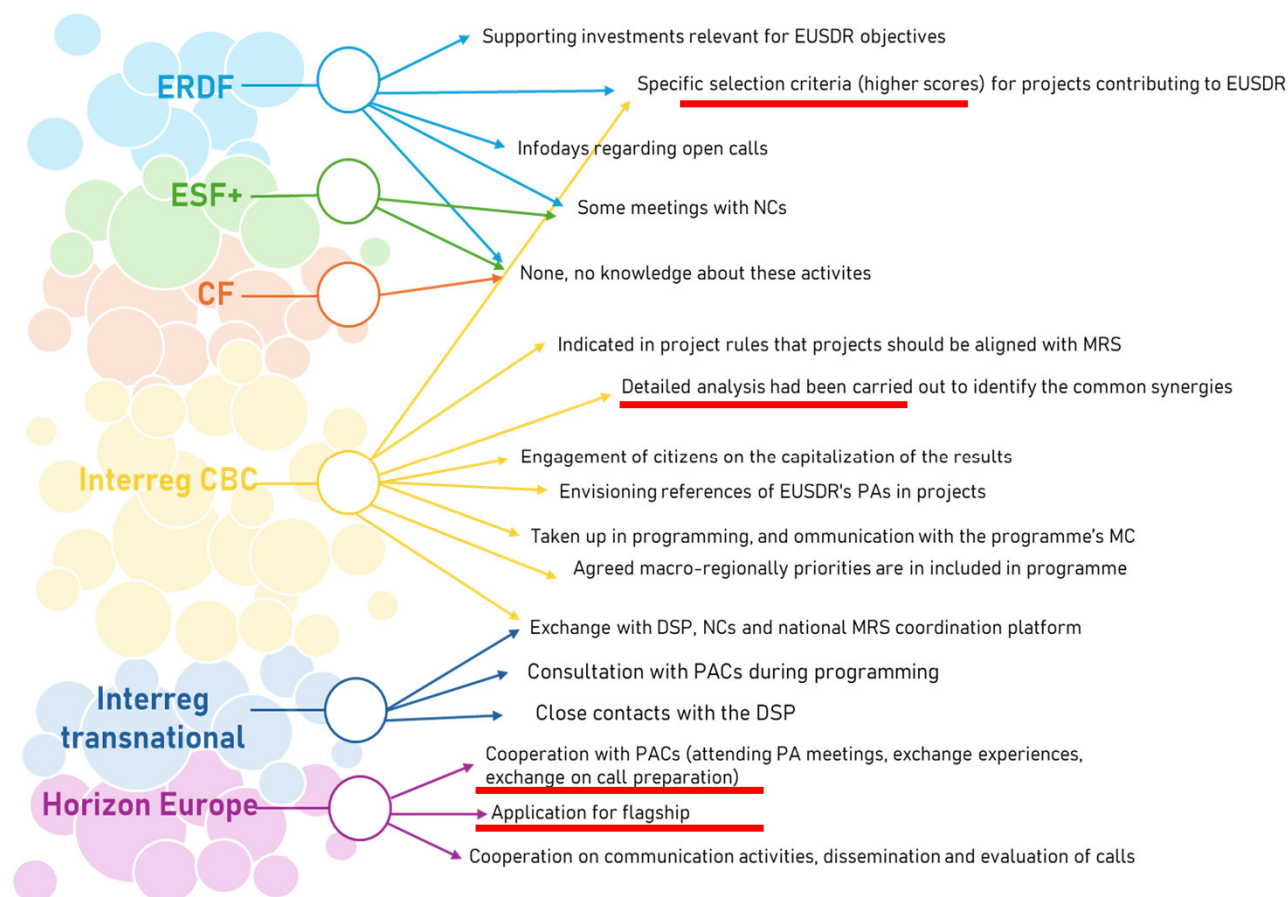 Supporting investments relevant for EUSDR objectives
ERDF
Specific selection criteria (higher scores) for projects contributing to EUSDR
Infodays regarding open calls
ESF+
Some meetings with NCs
None, no knowledge about these activites
CF
Indicated in project rules that projects should be aligned with MRS
Detailed analysis had been carried out to identify the common synergies
Engagement of citizens on the capitalization of the results
Interreg CBC
Envisioning references of EUSDR's PAs in projects
Taken up in programming, and ommunication with the programme's MC
Agreed macro-regionally priorities are in included in programme
Exchange with DSP, NCs and national MRS coordination platform
Consultation with PACs during programming
Interreg
transnational
Close contacts with the DSP
Cooperation with PACs (attending PA meetings, exchange experiences,
exchange on call preparation)
Horizon Europe
Application for flagship
Cooperation on communication activities, dissemination and evaluation of calls